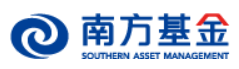 南方基金
SOUTHERN ASSET MANAGEMENT